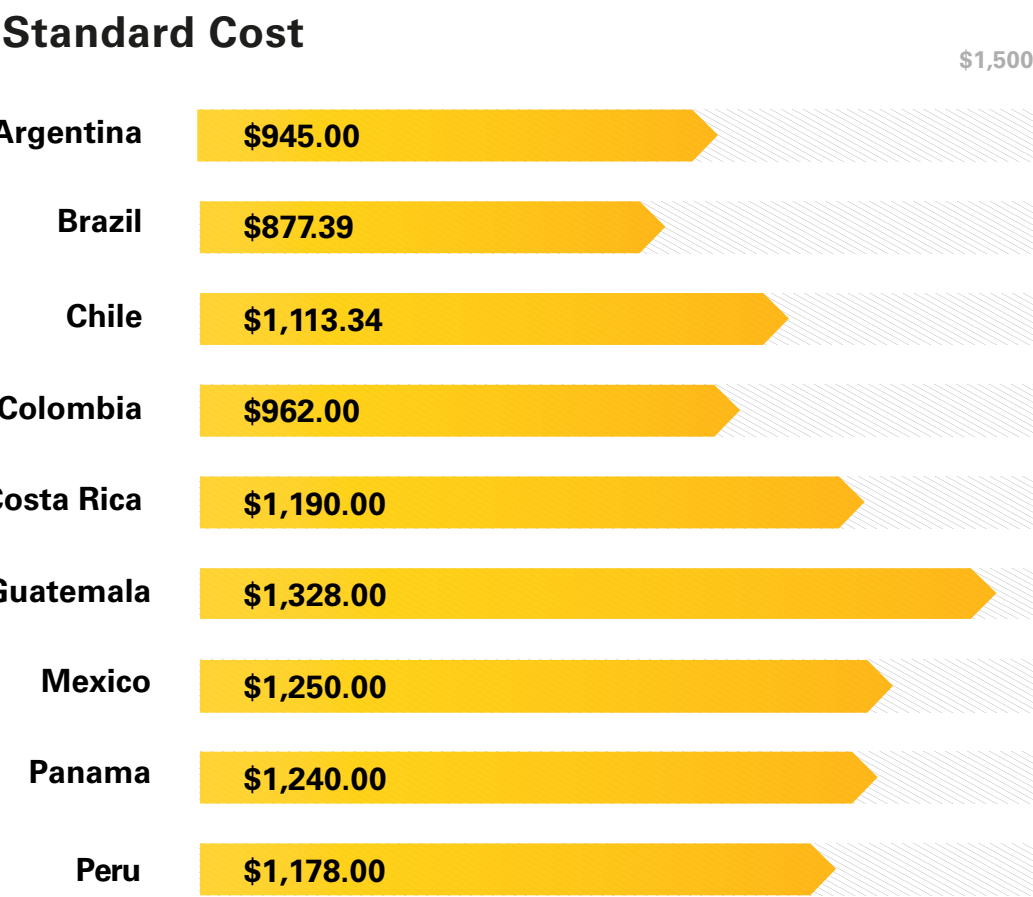 Standard Cost
$1,500
Argentina $945.00
Brazil $877.39
Chile $1,113.34
Colombia $962.00
Costa Rica $1,190.00
Guatemala $1,328.00
Mexico $1,250.00
Panama $1,240.00
Peru $1,178.00